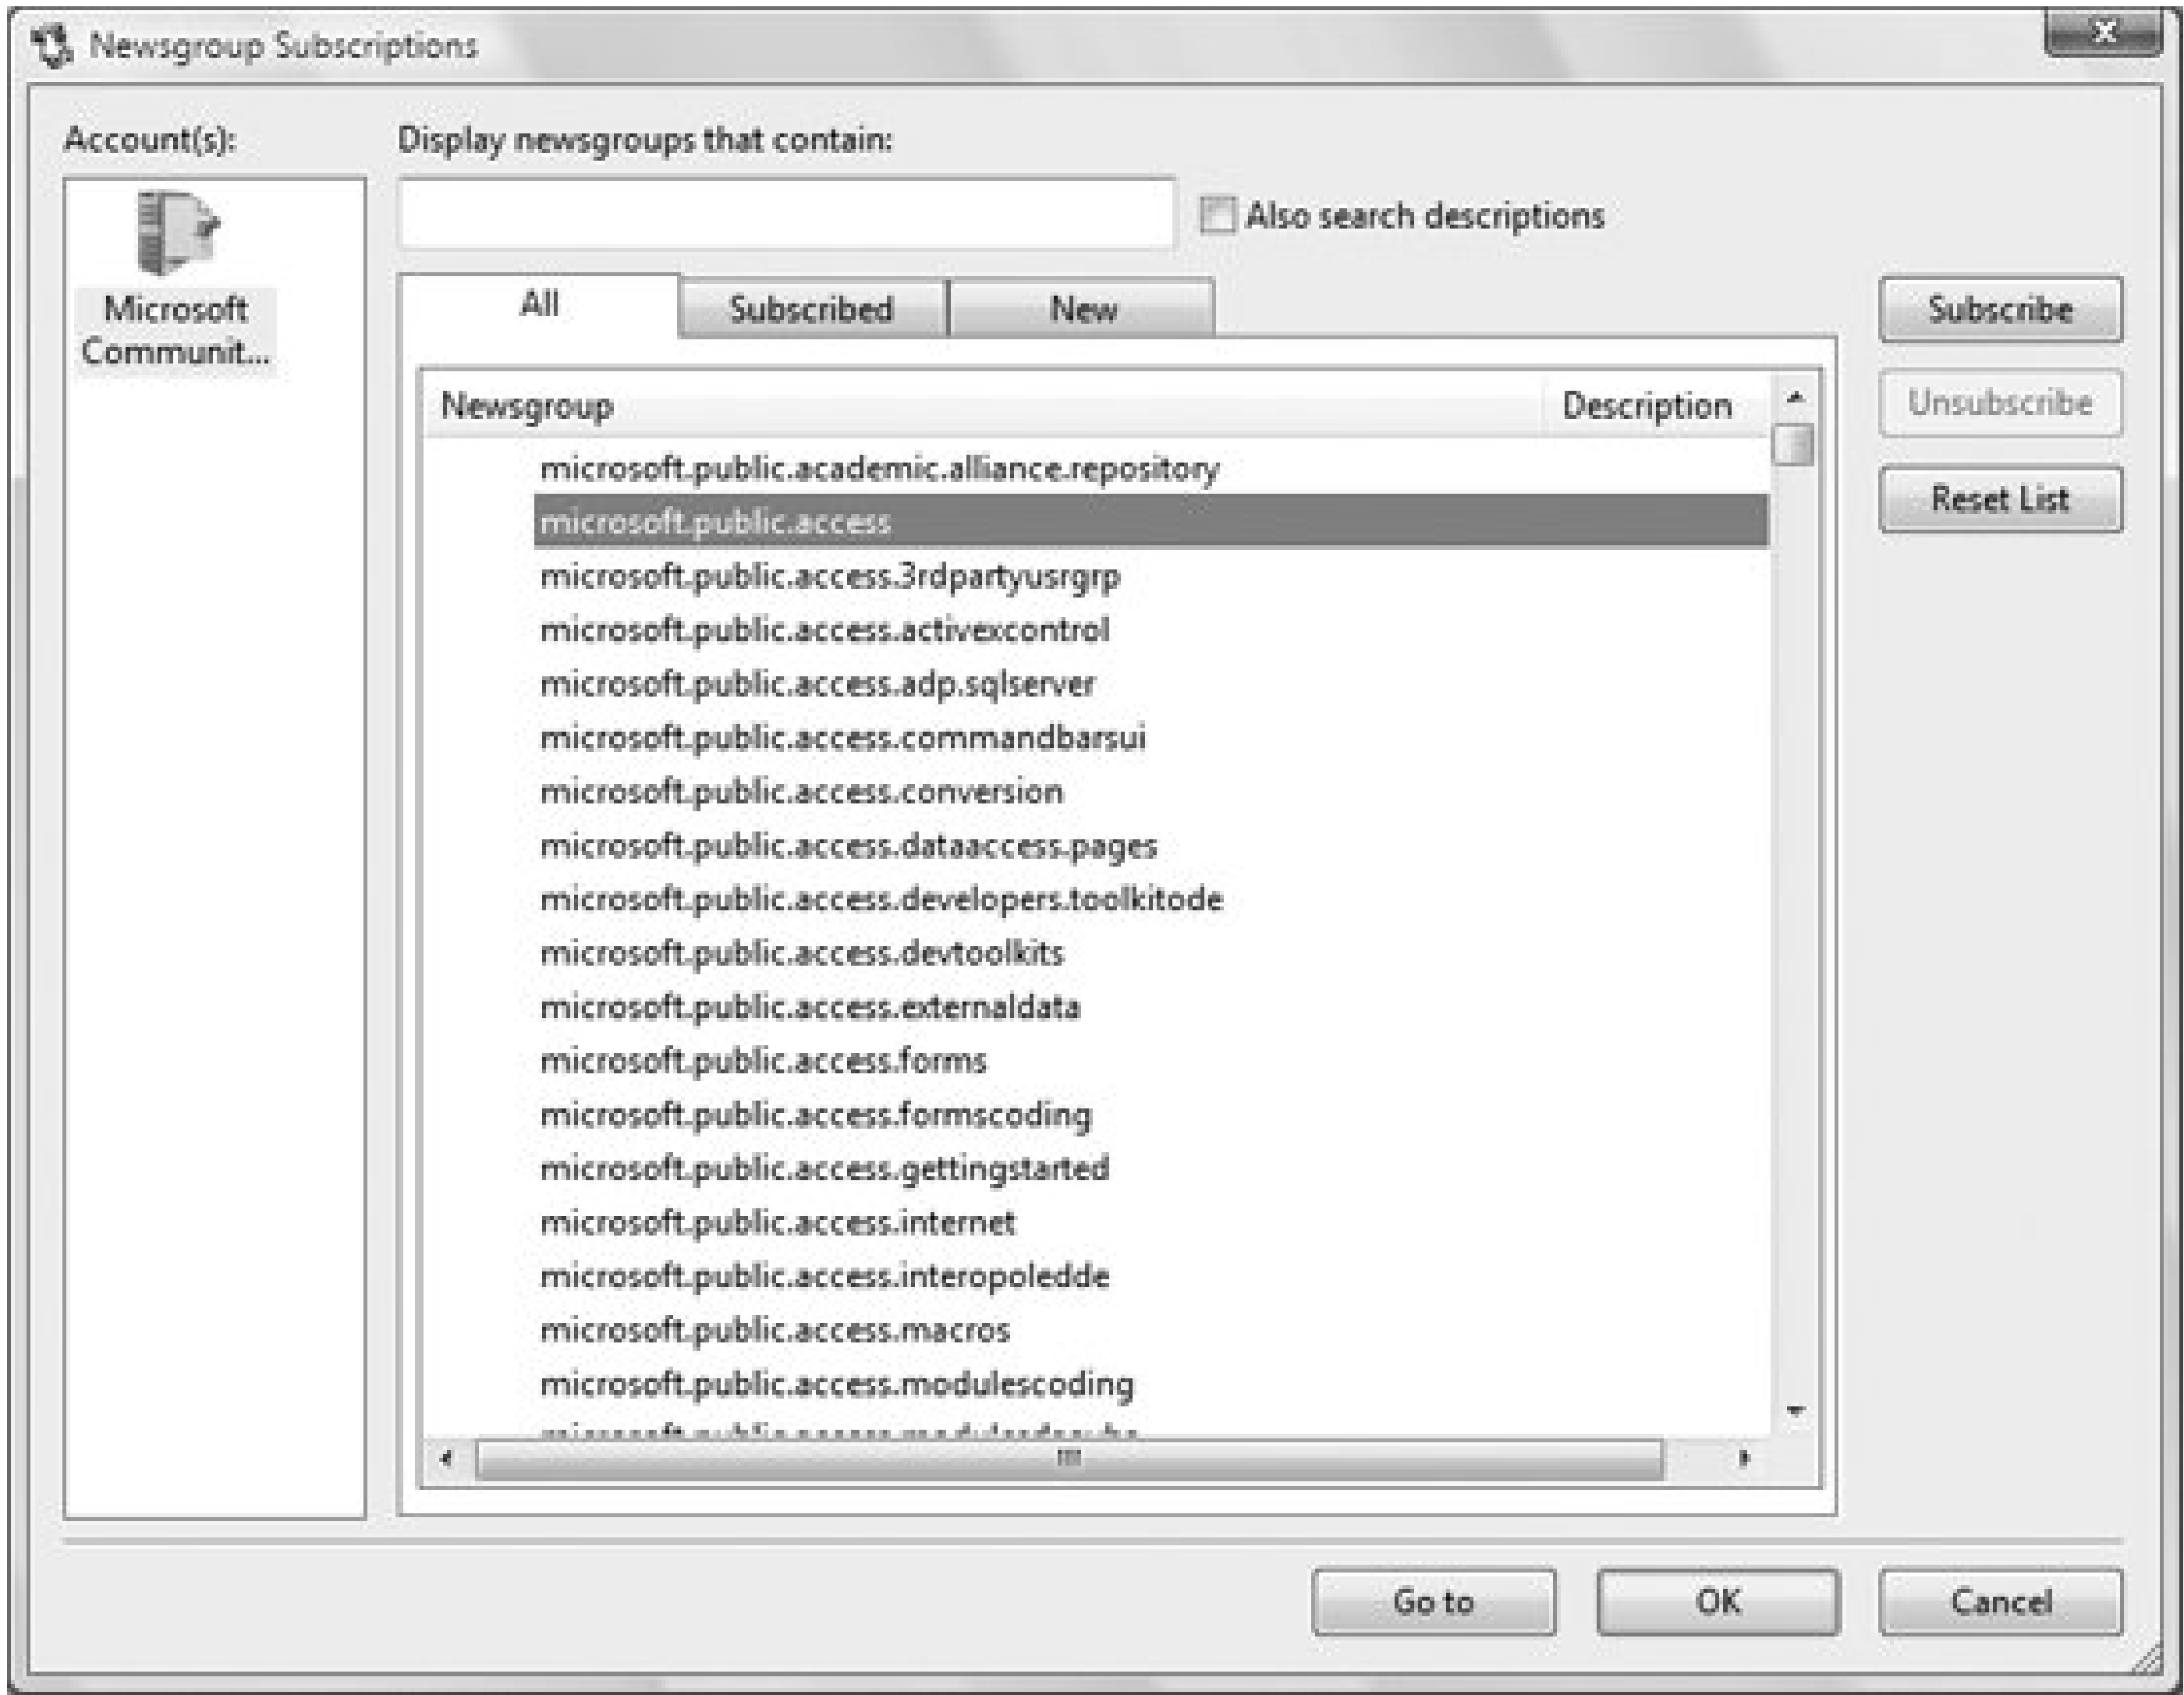 Newsgroup Subscriptions
Account(s):
Display newsgroups that contain:
Also search descriptions
Microsoft
Communit...
All
Subscribed
New
Subscribe
Unsubscribe
Reset List
Newsgroup
Description
microsoft.public.academic.alliance.repository
microsoft.public.access
microsoft.public.access.3rdpartyusrgrp
microsoft.public.access.activexcontrol
microsoft.public.access.adp.sqlserver
microsoft.public.access.commandbarsui
microsoft.public.access.conversion
microsoft.public.access.dataaccess.pages
microsoft.public.access.developers.toolkitode
microsoft.public.access.devtoolkits
microsoft.public.access.externaldata
microsoft.public.access.forms
microsoft.public.access.formscoding
microsoft.public.access.gettingstarted
microsoft.public.access.internet
microsoft.public.access.interopoledde
microsoft.public.access.macros
microsoft.public.access.modulescoding
Go to
OK
Cancel